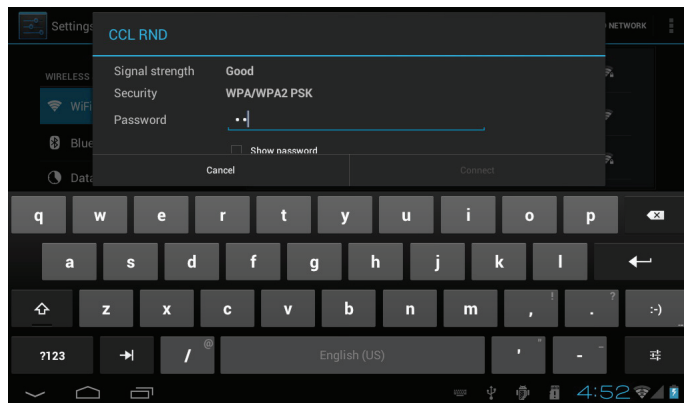 Settings
NETWORK
CCL RND
WIRELESS
Signal strength Good
Security WPA/WPA2 PSK
Password ••
WiFi
Show password
Blue
Data
Cancel Connect
q w e r t y u i o p
a s d f g h j k l
z x c v b n m , ! . ? :-)
?123 / @ English (US) ' " - _
4:52